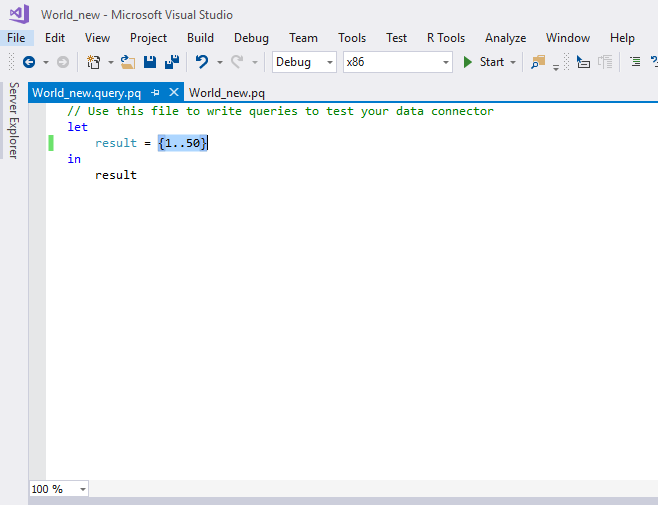 World_new - Microsoft Visual Studio
File Edit View Project Build Debug Team Tools Test R Tools Analyze Window Help
Debug x86 Start
Server Explorer
World_new.query.pq World_new.pq
// Use this file to write queries to test your data connector
let
result = {1..50}
in
result
100 %